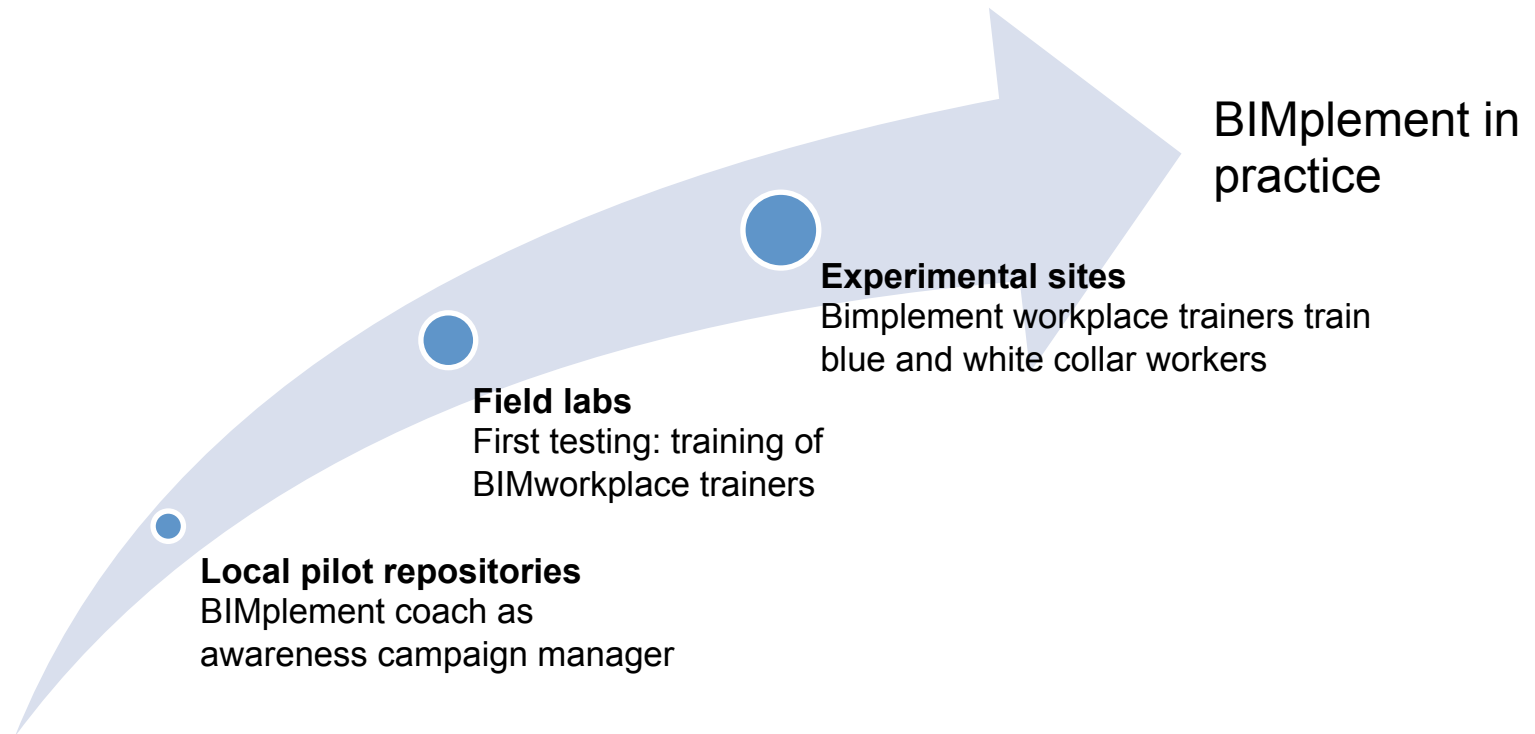 BIMplement in
practice
Experimental sites
Bimplement workplace trainers train
blue and white collar workers
Field labs
First testing: training of
BIMworkplace trainers
Local pilot repositories
BIMplement coach as
awareness campaign manager